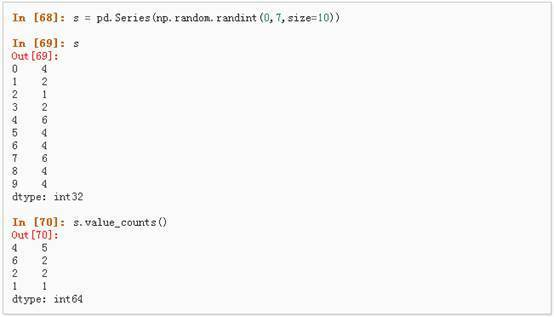 In [68]: s = pd.Series(np.random.randint(0,7,size=10))
In [69]: s
Out[69]:
0    4
1    2
2    1
3    2
4    6
5    4
6    4
7    6
8    4
9    4
dtype: int32
In [70]: s.value_counts()
Out[70]:
4    5
6    2
2    2
1    1
dtype: int64